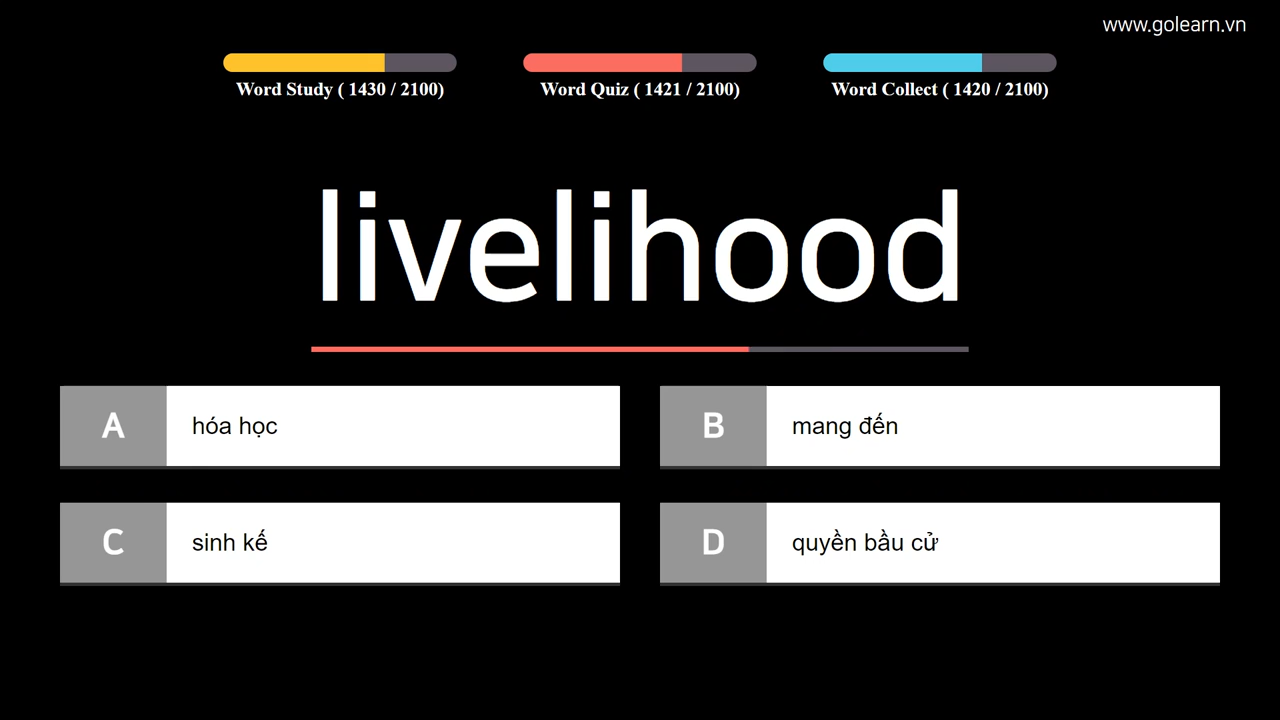 www.golearn.vn
Word Study ( 1430 / 2100)
Word Quiz ( 1421 / 2100)
Word Collect ( 1420 / 2100)
livelihood
A
hóa học
B
mang đến
C
sinh kế
D
quyền bầu cử